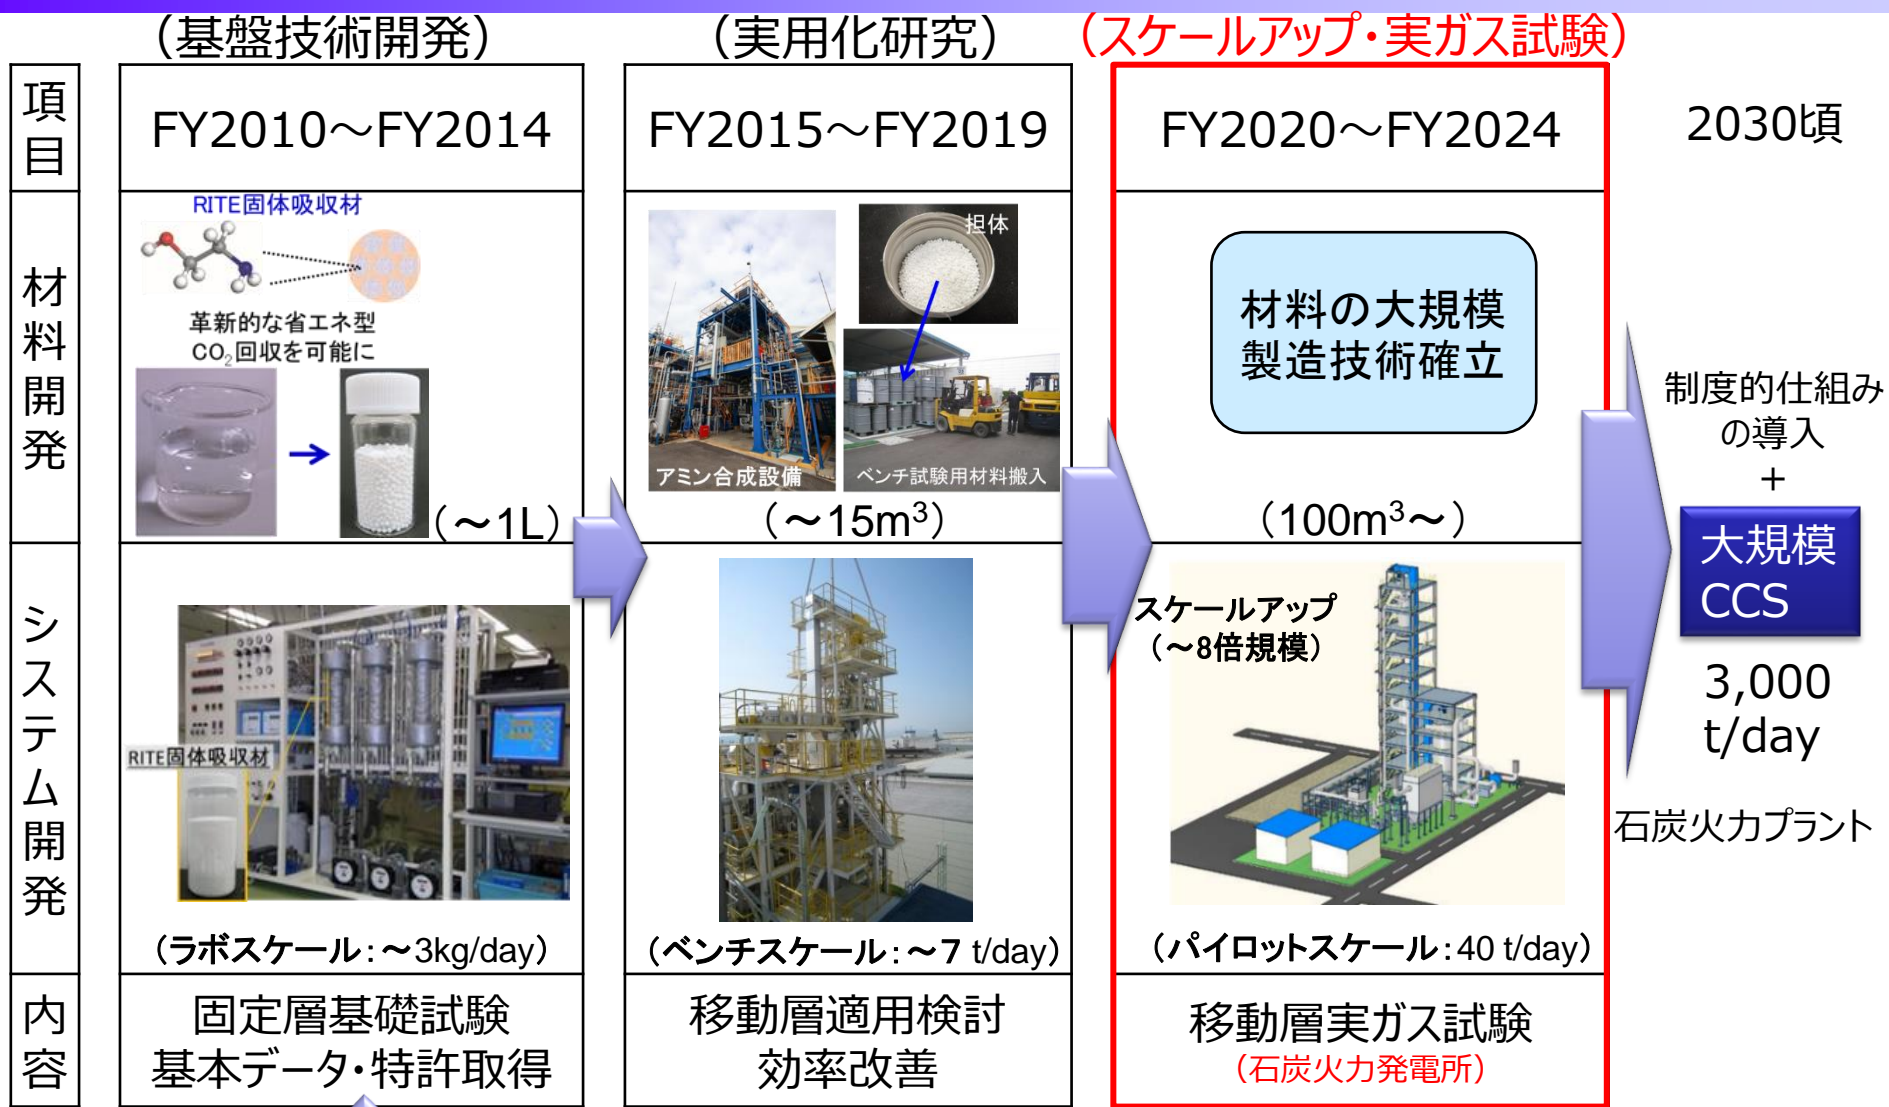 (基盤技術開発)
(実用化研究)
(スケールアップ・実ガス試験)
項目
FY2010～FY2014
FY2015～FY2019
FY2020～FY2024
2030頃
材料開発
RITE固体吸収材
革新的な省エネ型
CO₂回収を可能に
(～1L)
担体
アミン合成設備
ベンチ試験用材料搬入
(～15m³)
材料の大規模
製造技術確立
(100m³～)
制度的仕組み
の導入
+
大規模
CCS
3,000
t/day
石炭火力プラント
システム開発
RITE固体吸収材
(ラボスケール:～3kg/day)
(ベンチスケール:～7 t/day)
スケールアップ
(～8倍規模)
(パイロットスケール:40 t/day)
内容
固定層基礎試験
基本データ・特許取得
移動層適用検討
効率改善
移動層実ガス試験
(石炭火力発電所)